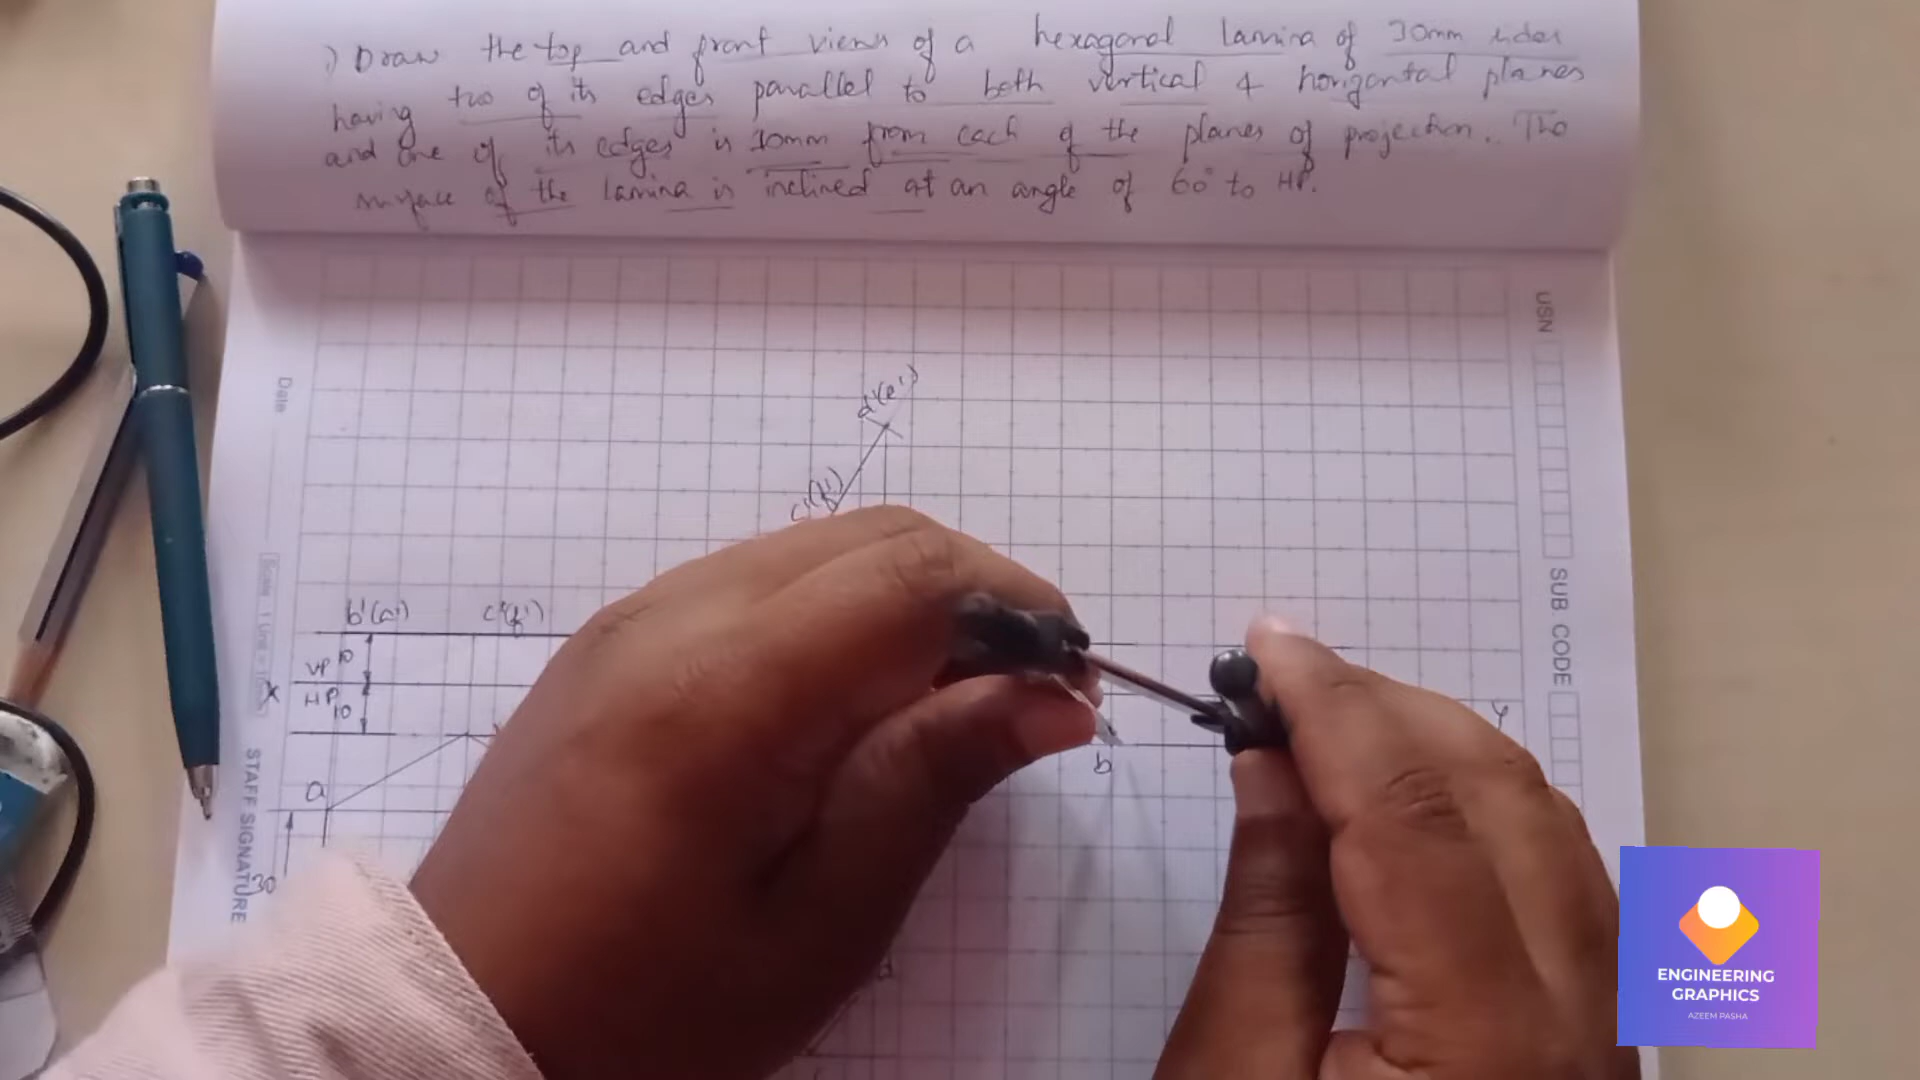 1) Draw the top and front views of a hexagonal lamina of 30mm sides
having two of its edges parallel to both vertical & horizontal planes
and one of its edges is 10mm from each of the planes of projection. The
surface of the lamina is inclined at an angle of 60° to HP.
USN
SUB. CODE
Date
STAFF SIGNATURE
d'(e')
c'(f')
b'(a') c'(f')
VP 10
X
HP 10
Y
a
b
30
d
ENGINEERING
GRAPHICS
AZEEM PASHA